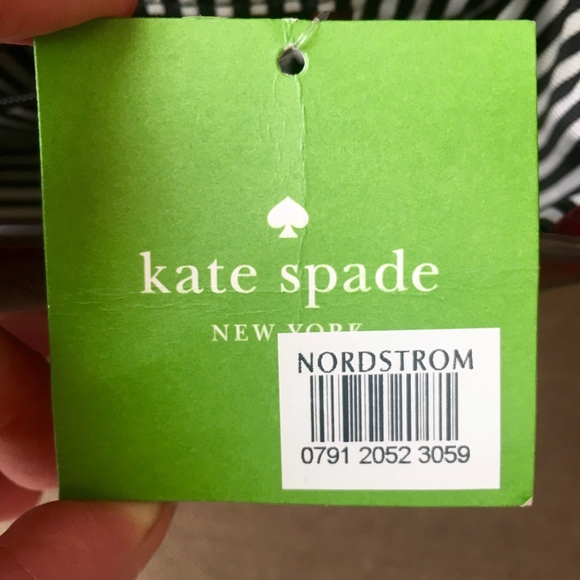 kate spade
NEW YORK
NORDSTROM
0791 2052 3059